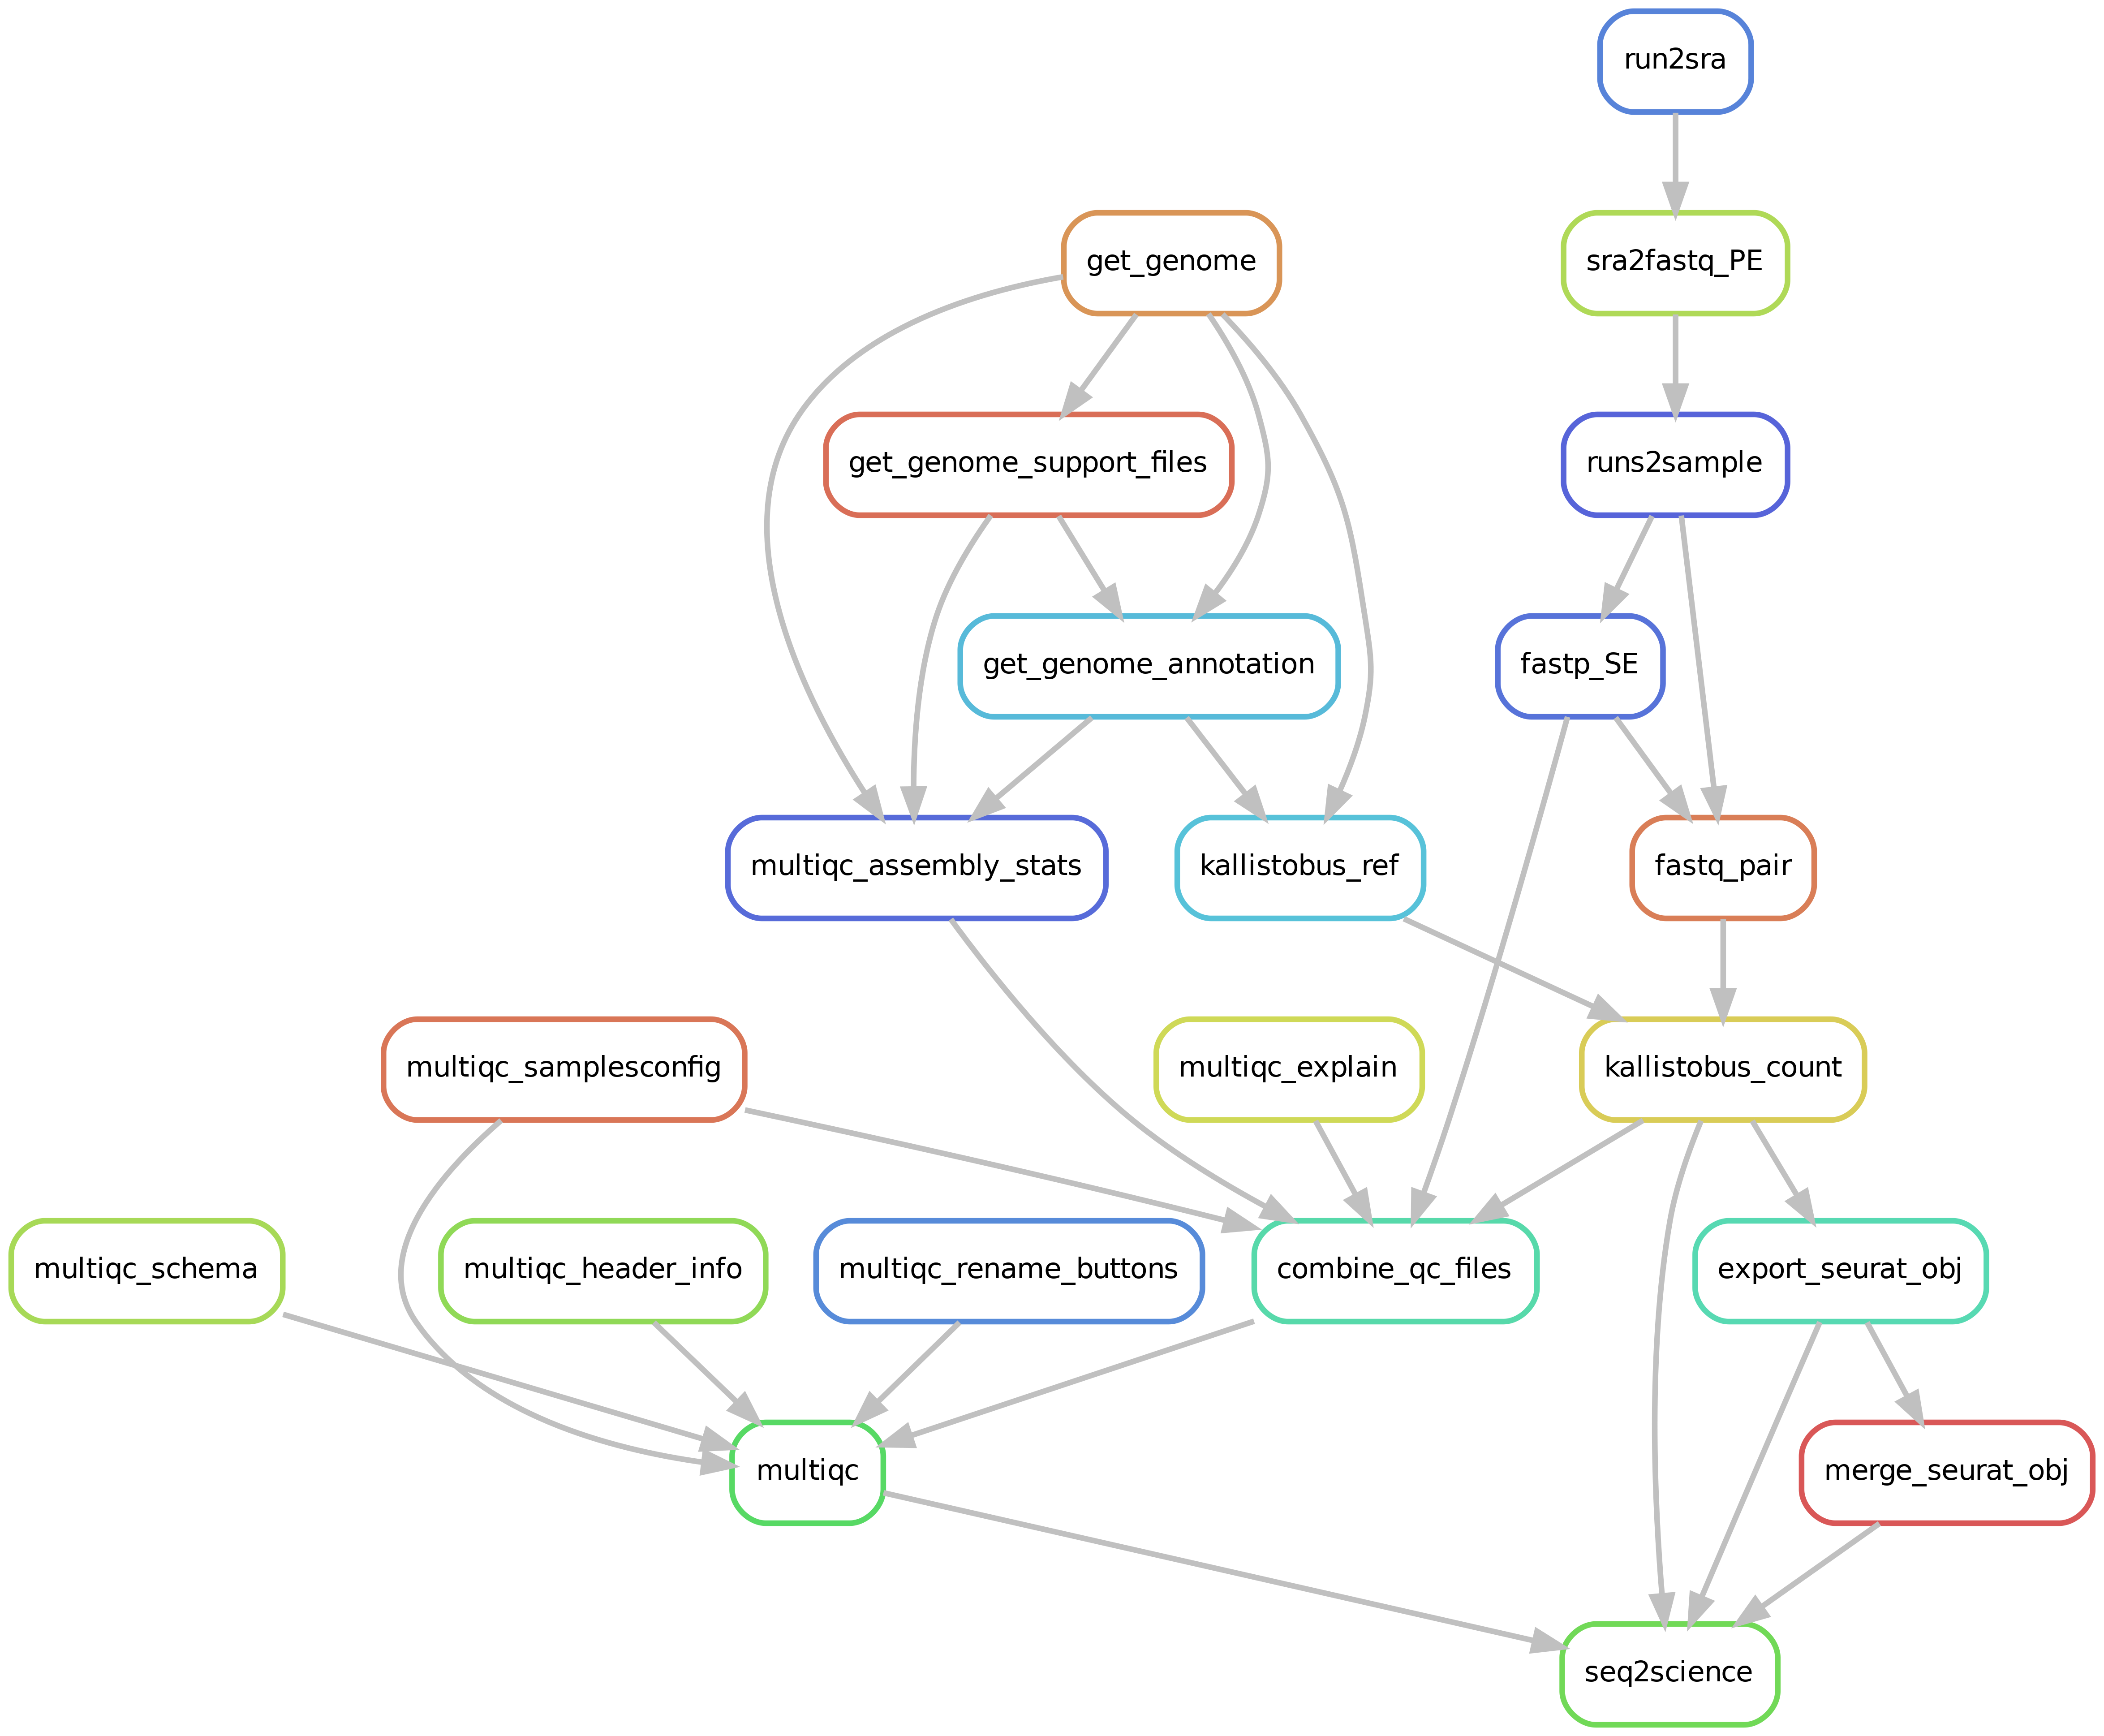 run2sra
get_genome
sra2fastq_PE
get_genome_support_files
runs2sample
get_genome_annotation
fastp_SE
multiqc_assembly_stats
kallistobus_ref
fastq_pair
multiqc_samplesconfig
multiqc_explain
kallistobus_count
multiqc_schema
multiqc_header_info
multiqc_rename_buttons
combine_qc_files
export_seurat_obj
multiqc
merge_seurat_obj
seq2science